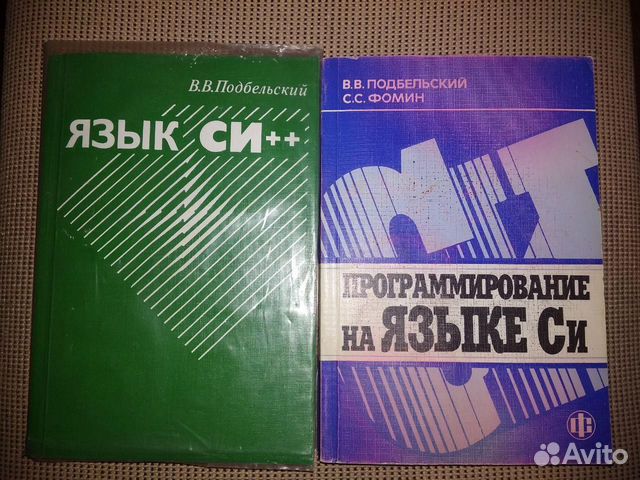 В.В.Подбельский
ЯЗЫК СИ++
В.В. ПОДБЕЛЬСКИЙ
С.С. ФОМИН
ПРОГРАММИРОВАНИЕ
НА ЯЗЫКЕ СИ
Avito